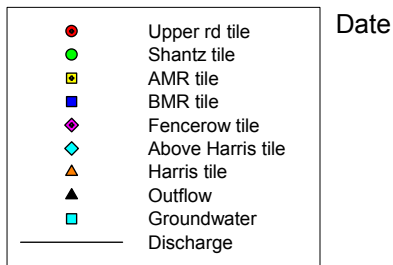 Date
Upper rd tile
Shantz tile
AMR tile
BMR tile
Fencerow tile
Above Harris tile
Harris tile
Outflow
Groundwater
Discharge